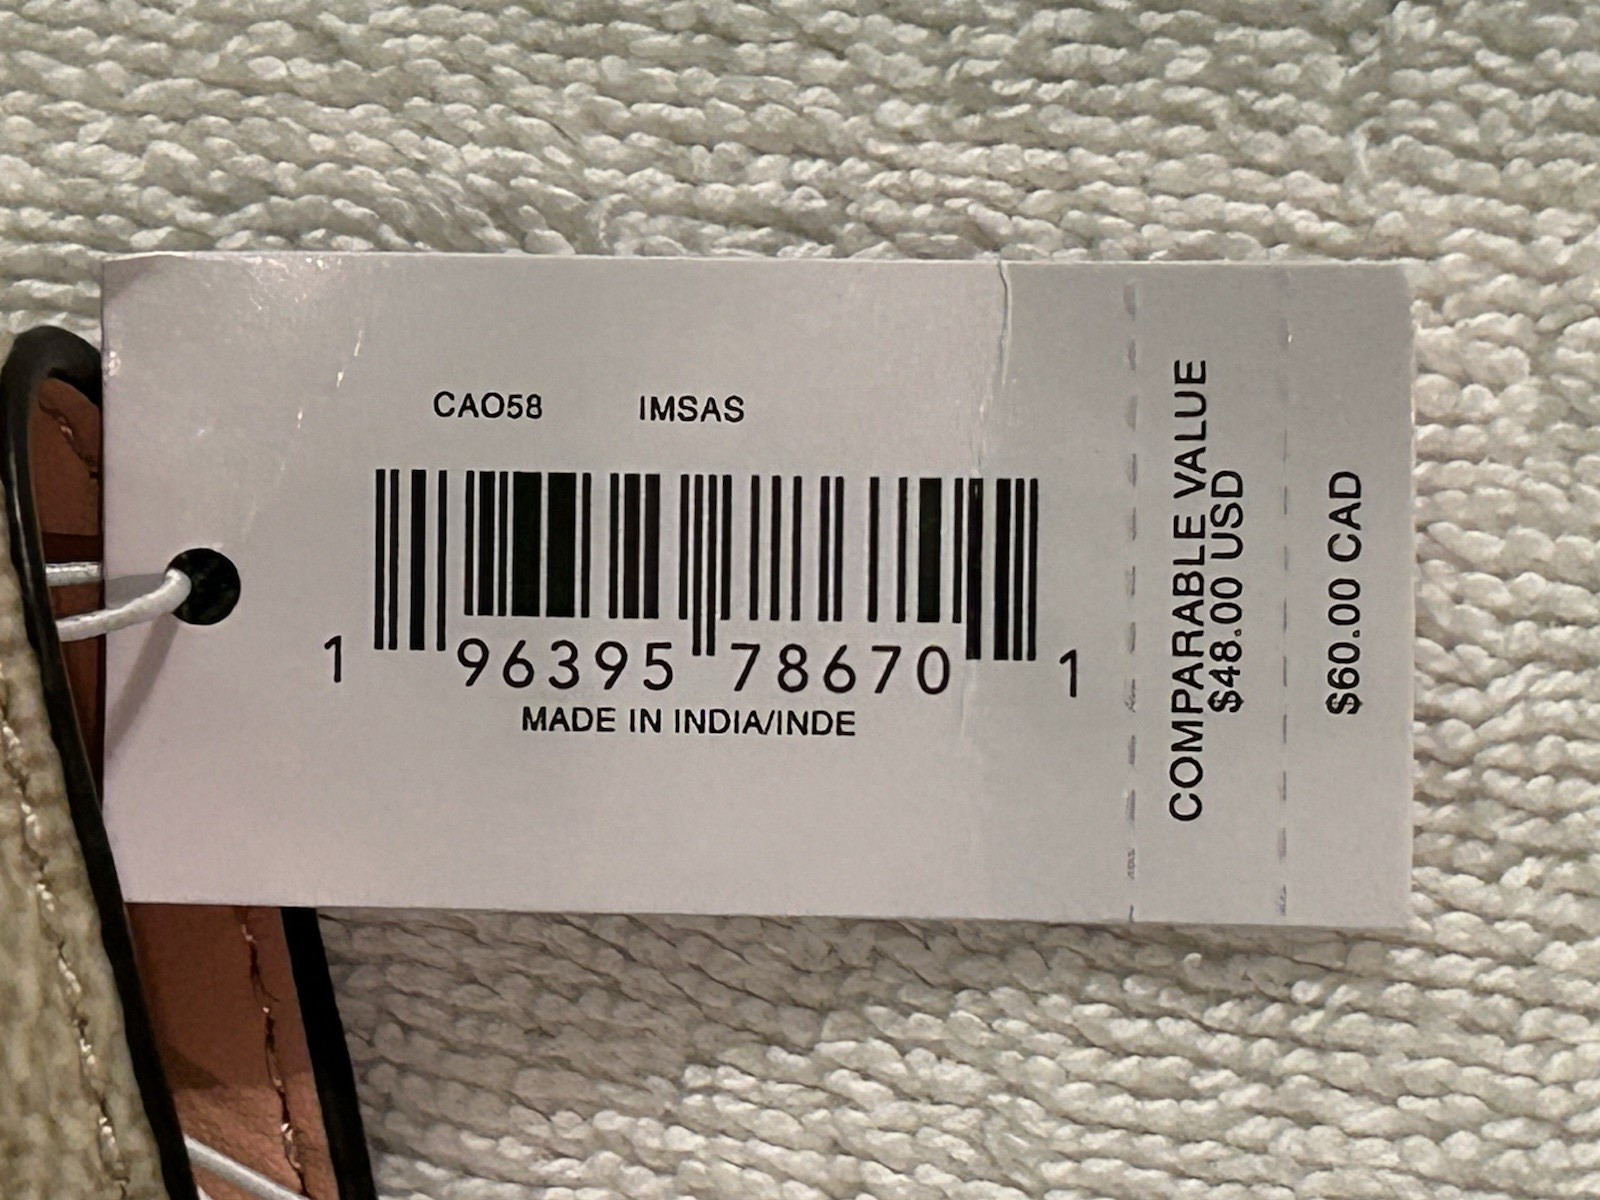 CAO58 IMSAS
1 96395 78670 1
MADE IN INDIA/INDE
COMPARABLE VALUE
$48.00 USD
$60.00 CAD